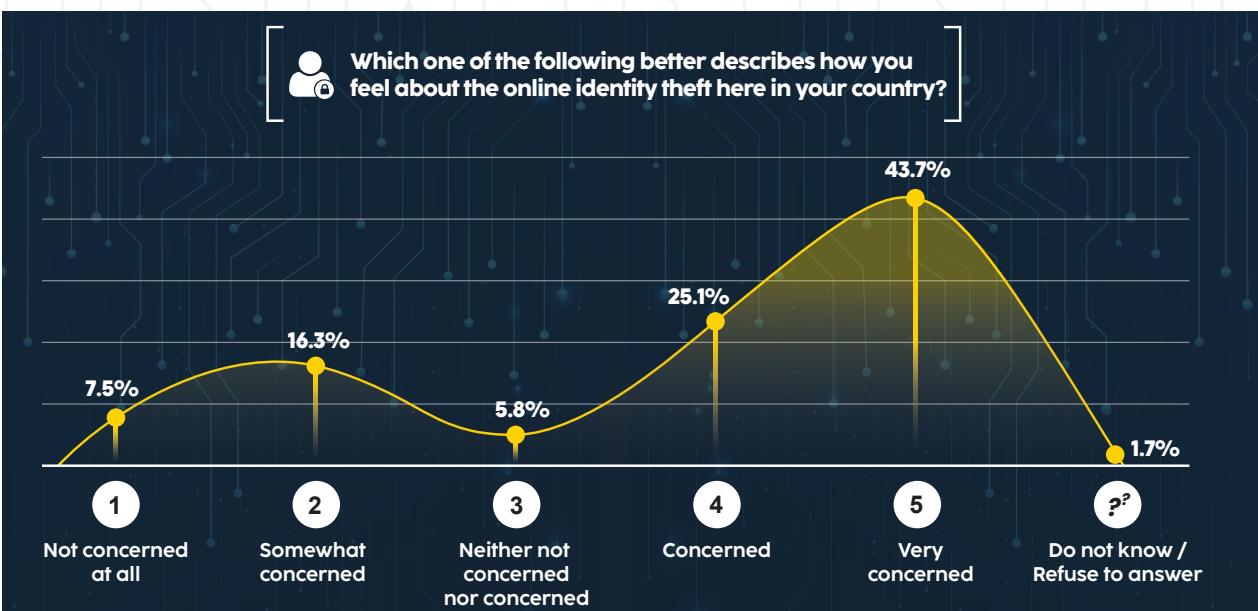 Which one of the following better describes how you
feel about the online identity theft here in your country?
43.7%
25.1%
16.3%
7.5%
5.8%
1.7%
1
2
3
4
5
??
Not concerned
at all
Somewhat
concerned
Neither not
concerned
nor concerned
Concerned
Very
concerned
Do not know /
Refuse to answer